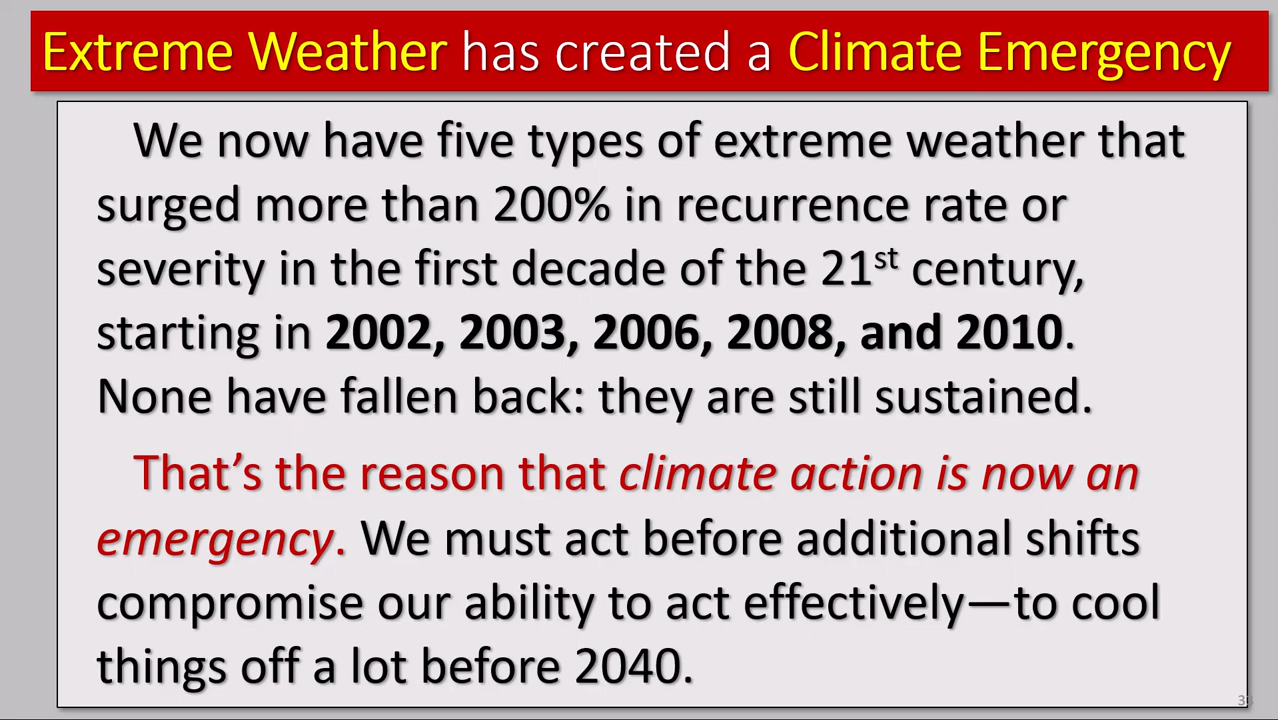 Extreme Weather has created a Climate Emergency
We now have five types of extreme weather that
surged more than 200% in recurrence rate or
severity in the first decade of the 21st century,
starting in 2002, 2003, 2006, 2008, and 2010.
None have fallen back: they are still sustained.
That’s the reason that climate action is now an
emergency. We must act before additional shifts
compromise our ability to act effectively—to cool
things off a lot before 2040.